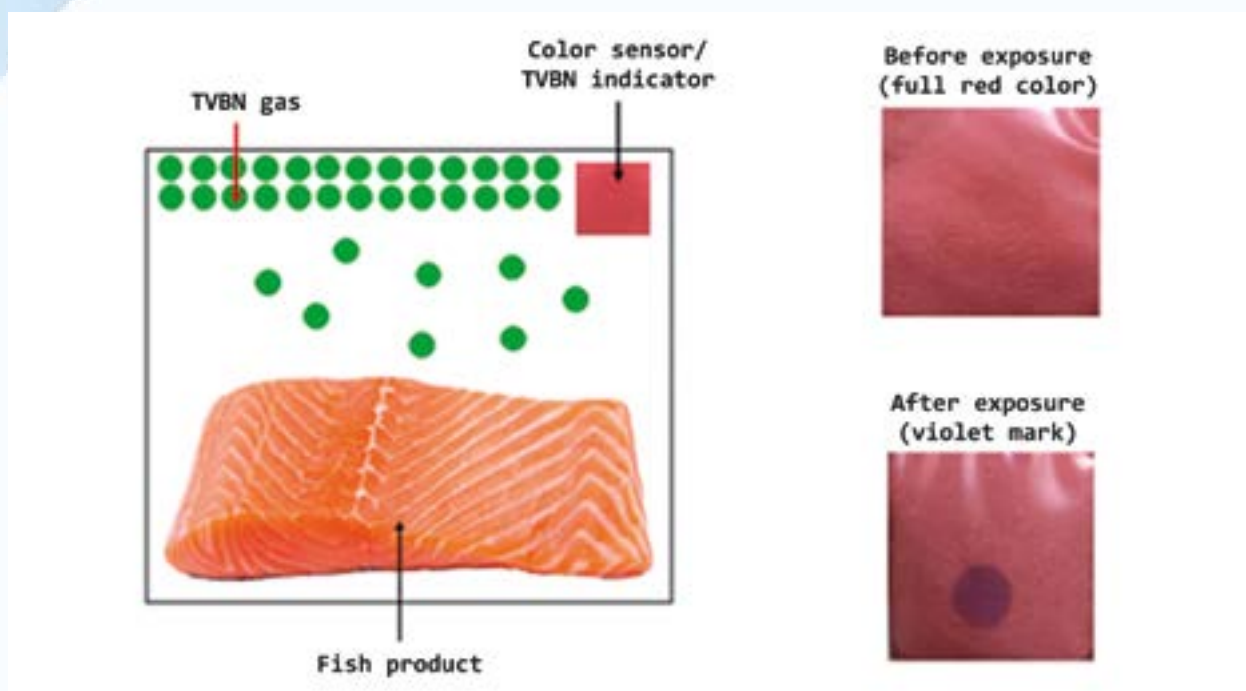 Color sensor/
TVBN indicator
TVBN gas
Fish product
Before exposure
(full red color)
After exposure
(violet mark)